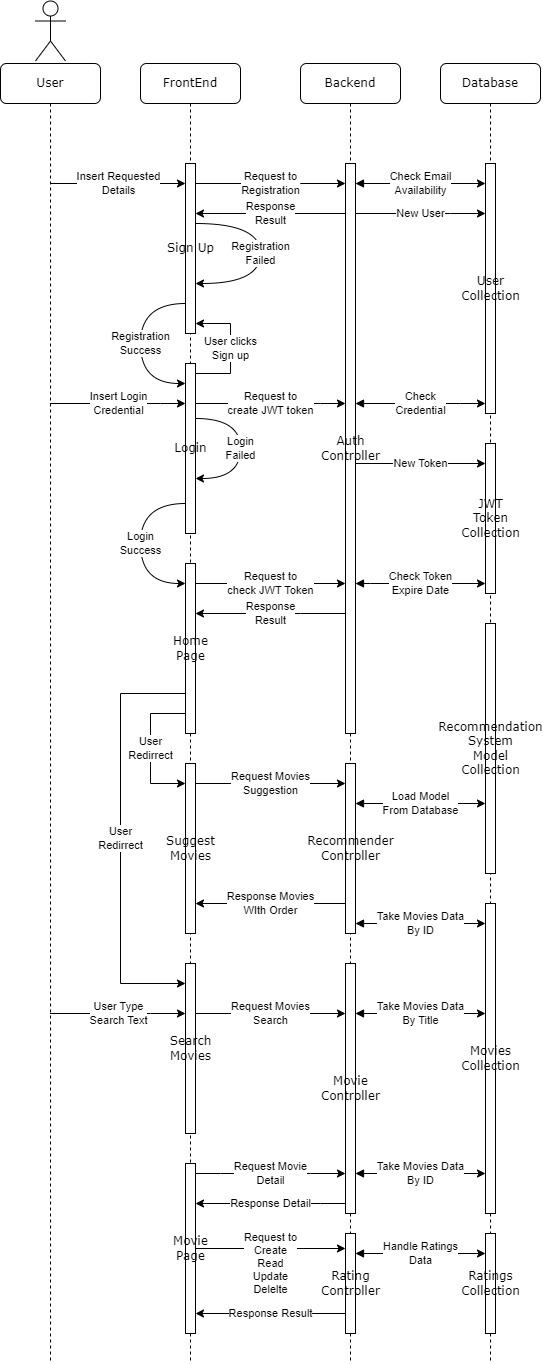 User
FrontEnd
Backend
Database
Insert Requested
Details
Request to
Registration
Check Email
Availability
Response
Result
New User
Sign Up
Registration
Failed
User
Collection
Registration
Success
User clicks
Sign up
Insert Login
Credential
Request to
create JWT token
Check
Credential
Login
Login
Failed
Auth
Controller
New Token
JWT
Token
Collection
Login
Success
Request to
check JWT Token
Check Token
Expire Date
Response
Result
Home
Page
User
Redirrect
Recommendation
System
Model
Collection
Request Movies
Suggestion
Load Model
From Database
User
Redirrect
Suggest
Movies
Recommender
Controller
Response Movies
WIth Order
Take Movies Data
By ID
User Type
Search Text
Request Movies
Search
Take Movies Data
By Title
Search
Movies
Movies
Collection
Movie
Controller
Request Movie
Detail
Take Movies Data
By ID
Response Detail
Movie
Page
Request to
Create
Read
Update
Delelte
Handle Ratings
Data
Rating
Controller
Ratings
Collection
Response Result